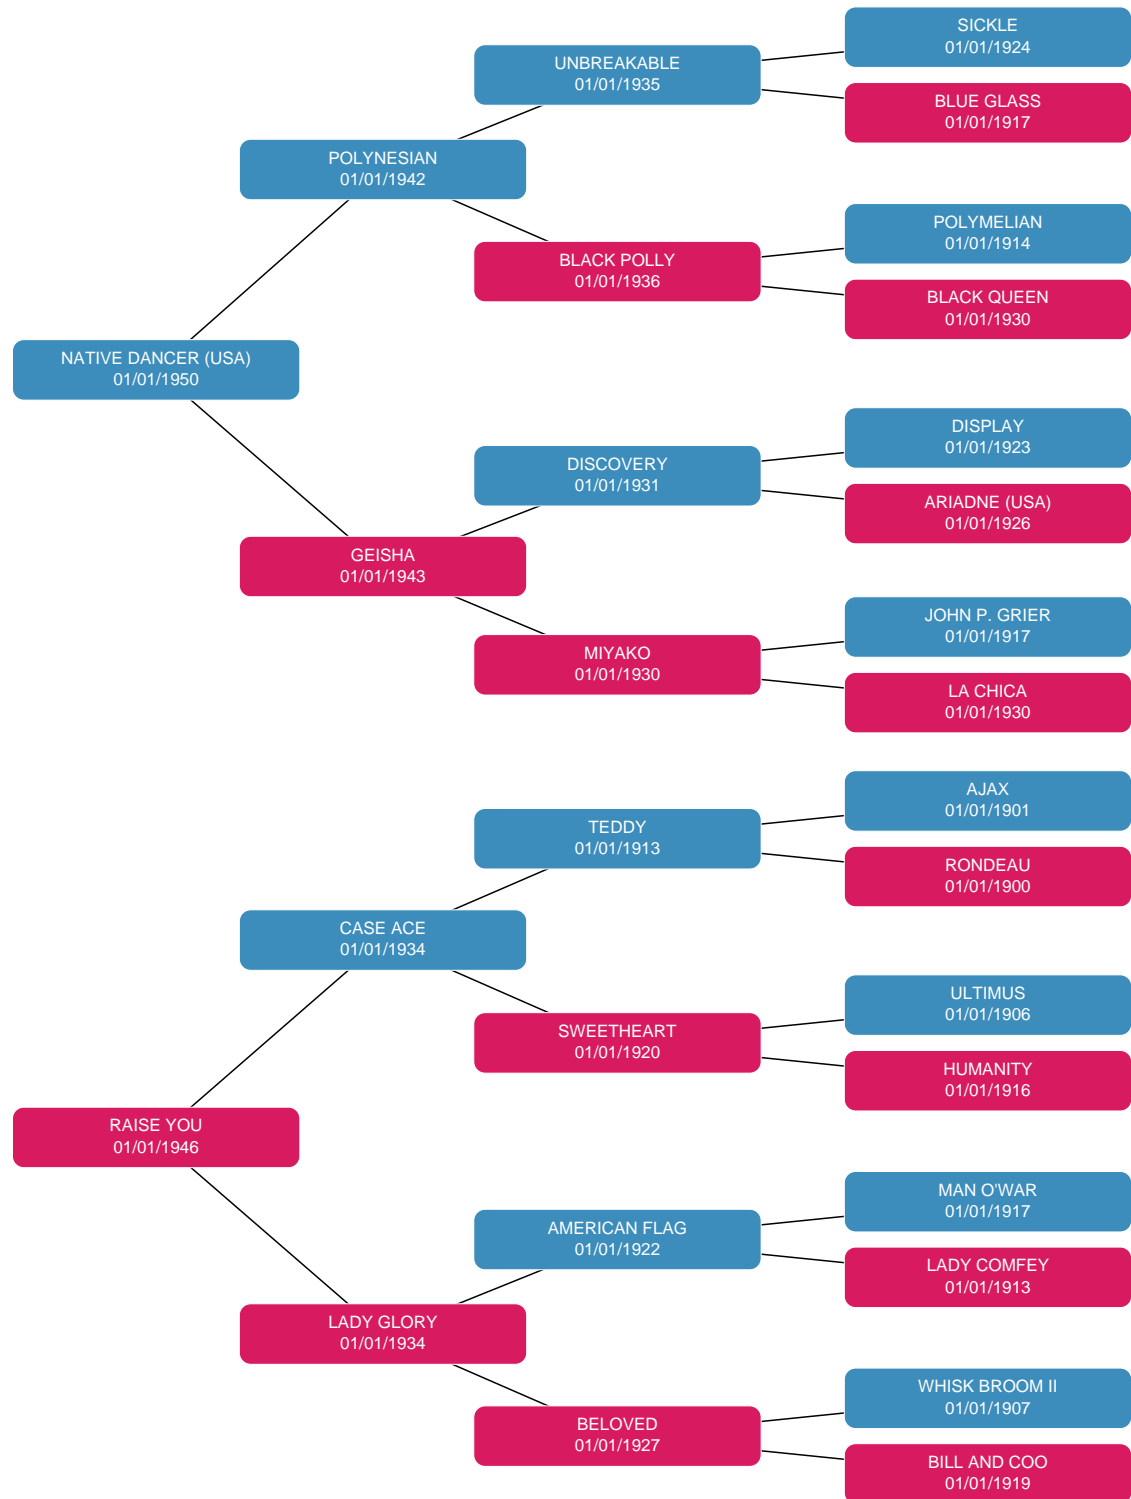 SICKLE
01/01/1924
UNBREAKABLE
01/01/1935
BLUE GLASS
01/01/1917
POLYNESIAN
01/01/1942
POLYMELIAN
01/01/1914
BLACK POLLY
01/01/1936
BLACK QUEEN
01/01/1930
NATIVE DANCER (USA)
01/01/1950
DISPLAY
01/01/1923
DISCOVERY
01/01/1931
ARIADNE (USA)
01/01/1926
GEISHA
01/01/1943
JOHN P. GRIER
01/01/1917
MIYAKO
01/01/1930
LA CHICA
01/01/1930
AJAX
01/01/1901
TEDDY
01/01/1913
RONDEAU
01/01/1900
CASE ACE
01/01/1934
ULTIMUS
01/01/1906
SWEETHEART
01/01/1920
HUMANITY
01/01/1916
RAISE YOU
01/01/1946
MAN O'WAR
01/01/1917
AMERICAN FLAG
01/01/1922
LADY COMFEY
01/01/1913
LADY GLORY
01/01/1934
WHISK BROOM II
01/01/1907
BELOVED
01/01/1927
BILL AND COO
01/01/1919